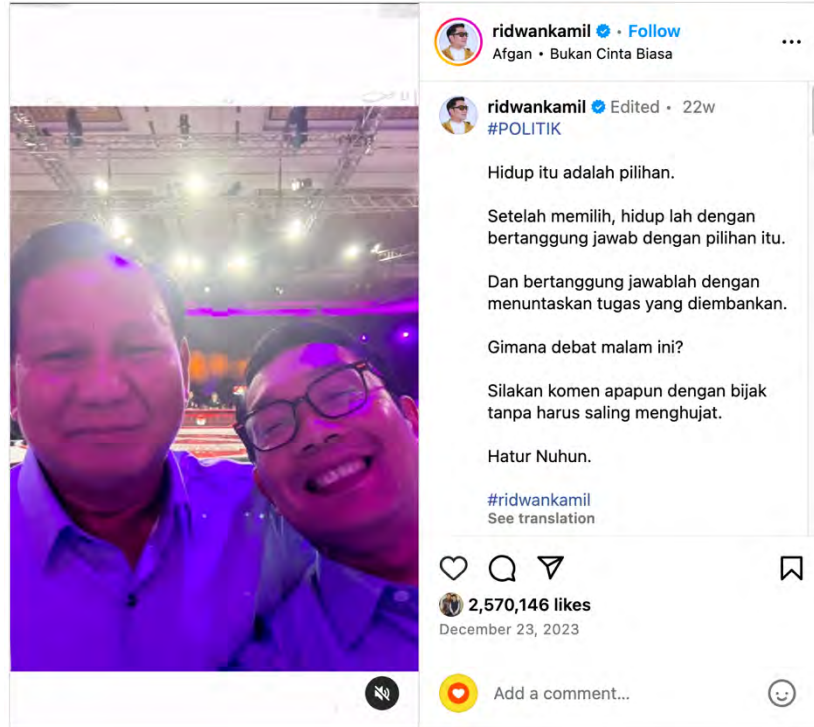 ridwankamil • Follow
Afgan • Bukan Cinta Biasa
ridwankamil Edited • 22w
#POLITIK
Hidup itu adalah pilihan.
Setelah memilih, hidup lah dengan
bertanggung jawab dengan pilihan itu.
Dan bertanggung jawablah dengan
menuntaskan tugas yang diembankan.
Gimana debat malam ini?
Silakan komen apapun dengan bijak
tanpa harus saling menghujat.
Hatur Nuhun.
#ridwankamil
See translation
2,570,146 likes
December 23, 2023
Add a comment...